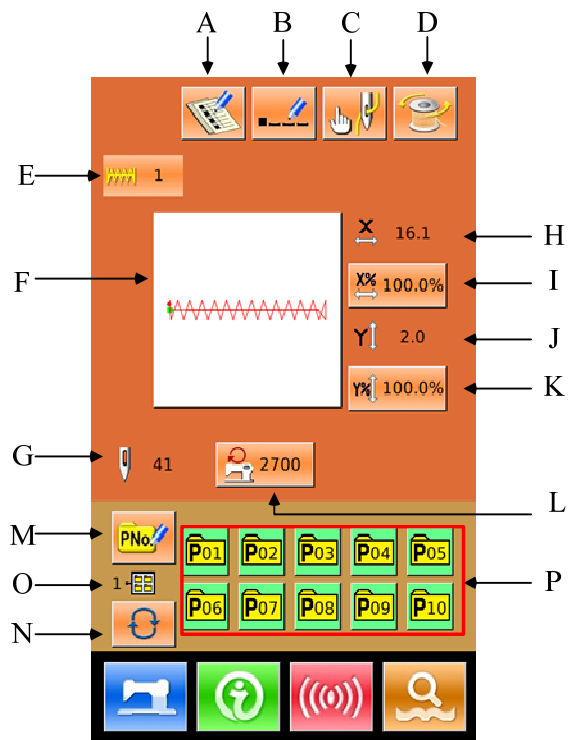 A B C D
E 1
F
X 16.1 H
X% 100.0% I
Y 2.0 J
Y% 100.0% K
G 41 2700
L
M PNo. P01 P02 P03 P04 P05
O 1 P
N P06 P07 P08 P09 P10